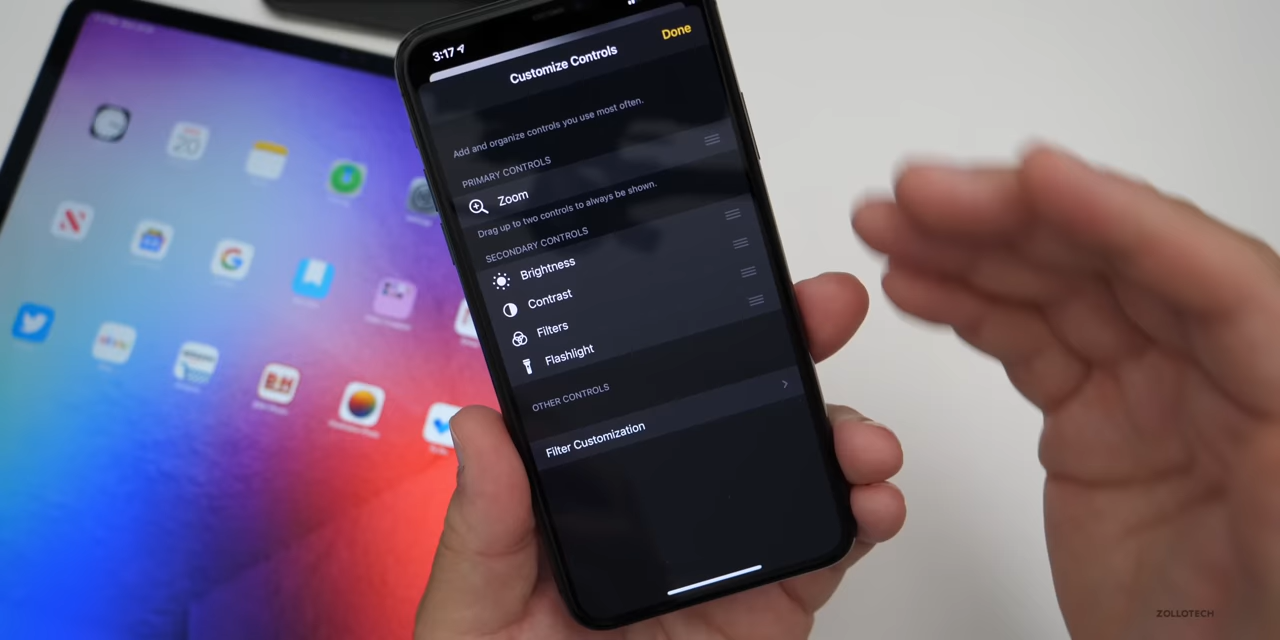 3:17
Done
Customize Controls
Add and organize controls you use most often.
PRIMARY CONTROLS
Zoom
Drag up to two controls to always be shown.
SECONDARY CONTROLS
Brightness
Contrast
Filters
Flashlight
OTHER CONTROLS
Filter Customization
20
ZOLLOTECH